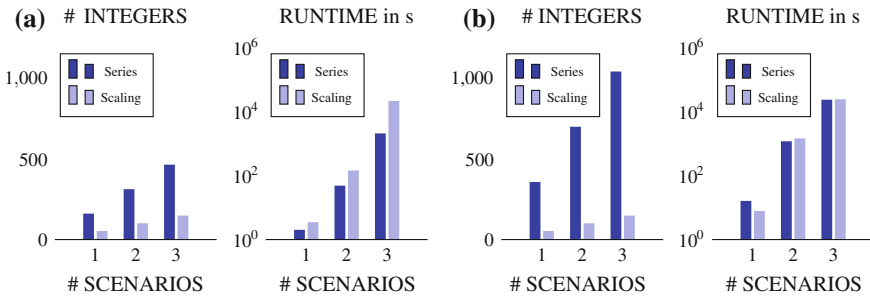 (a) # INTEGERS
1,000
500
0
Series
Scaling
1 2 3
# SCENARIOS
RUNTIME in s
10^6
10^4
10^2
10^0
Series
Scaling
1 2 3
# SCENARIOS
(b) # INTEGERS
1,000
500
0
Series
Scaling
1 2 3
# SCENARIOS
RUNTIME in s
10^6
10^4
10^2
10^0
Series
Scaling
1 2 3
# SCENARIOS